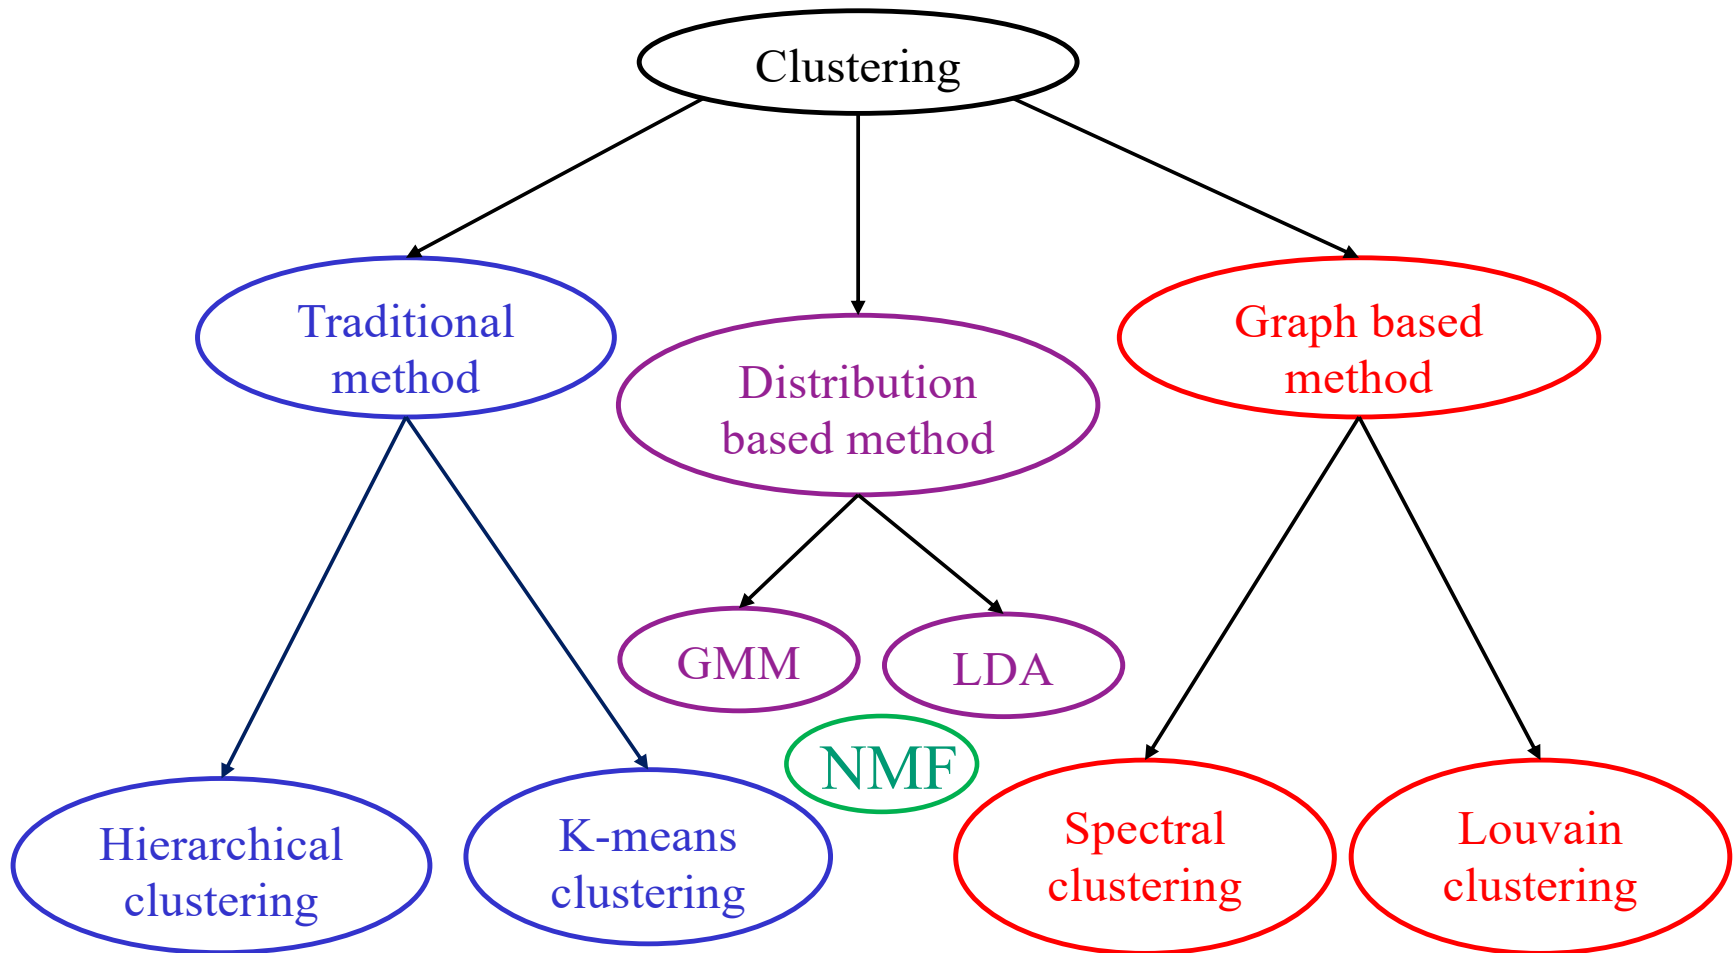 Clustering
Traditional
method
Distribution
based method
Graph based
method
GMM
LDA
NMF
Hierarchical
clustering
K-means
clustering
Spectral
clustering
Louvain
clustering